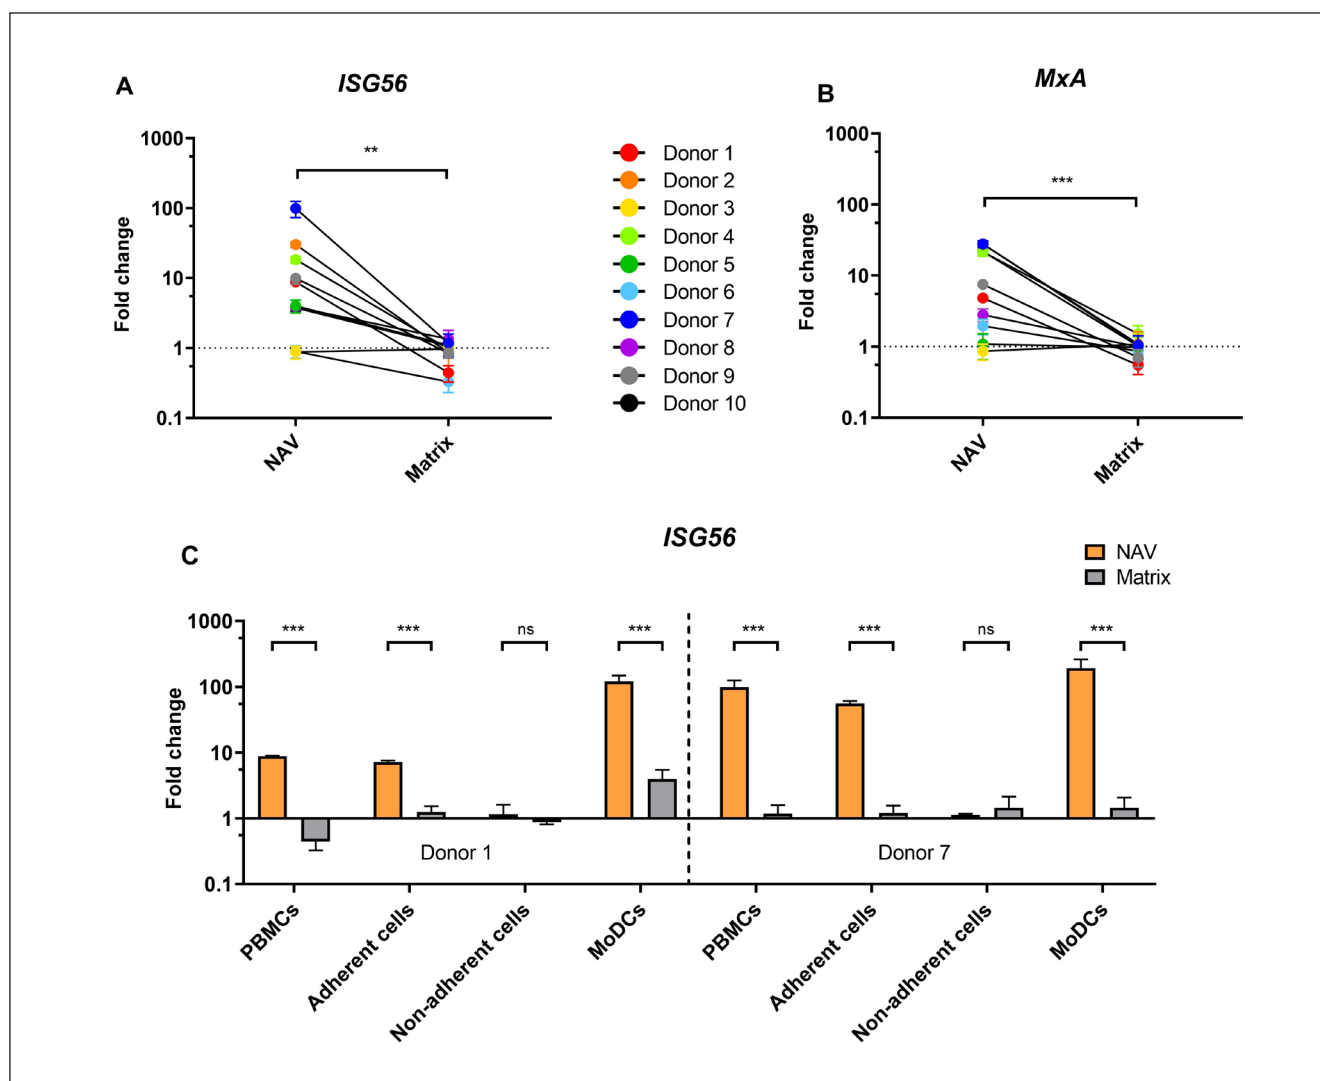 A
ISG56
Fold change
1000
100
10
1
0.1
**
NAV
Matrix
Donor 1
Donor 2
Donor 3
Donor 4
Donor 5
Donor 6
Donor 7
Donor 8
Donor 9
Donor 10
B
MxA
Fold change
1000
100
10
1
0.1
***
NAV
Matrix
C
ISG56
NAV
Matrix
Fold change
1000
100
10
1
0.1
*** *** ns *** *** *** ns ***
Donor 1 Donor 7
PBMCs
Adherent cells
Non-adherent cells
MoDCs
PBMCs
Adherent cells
Non-adherent cells
MoDCs